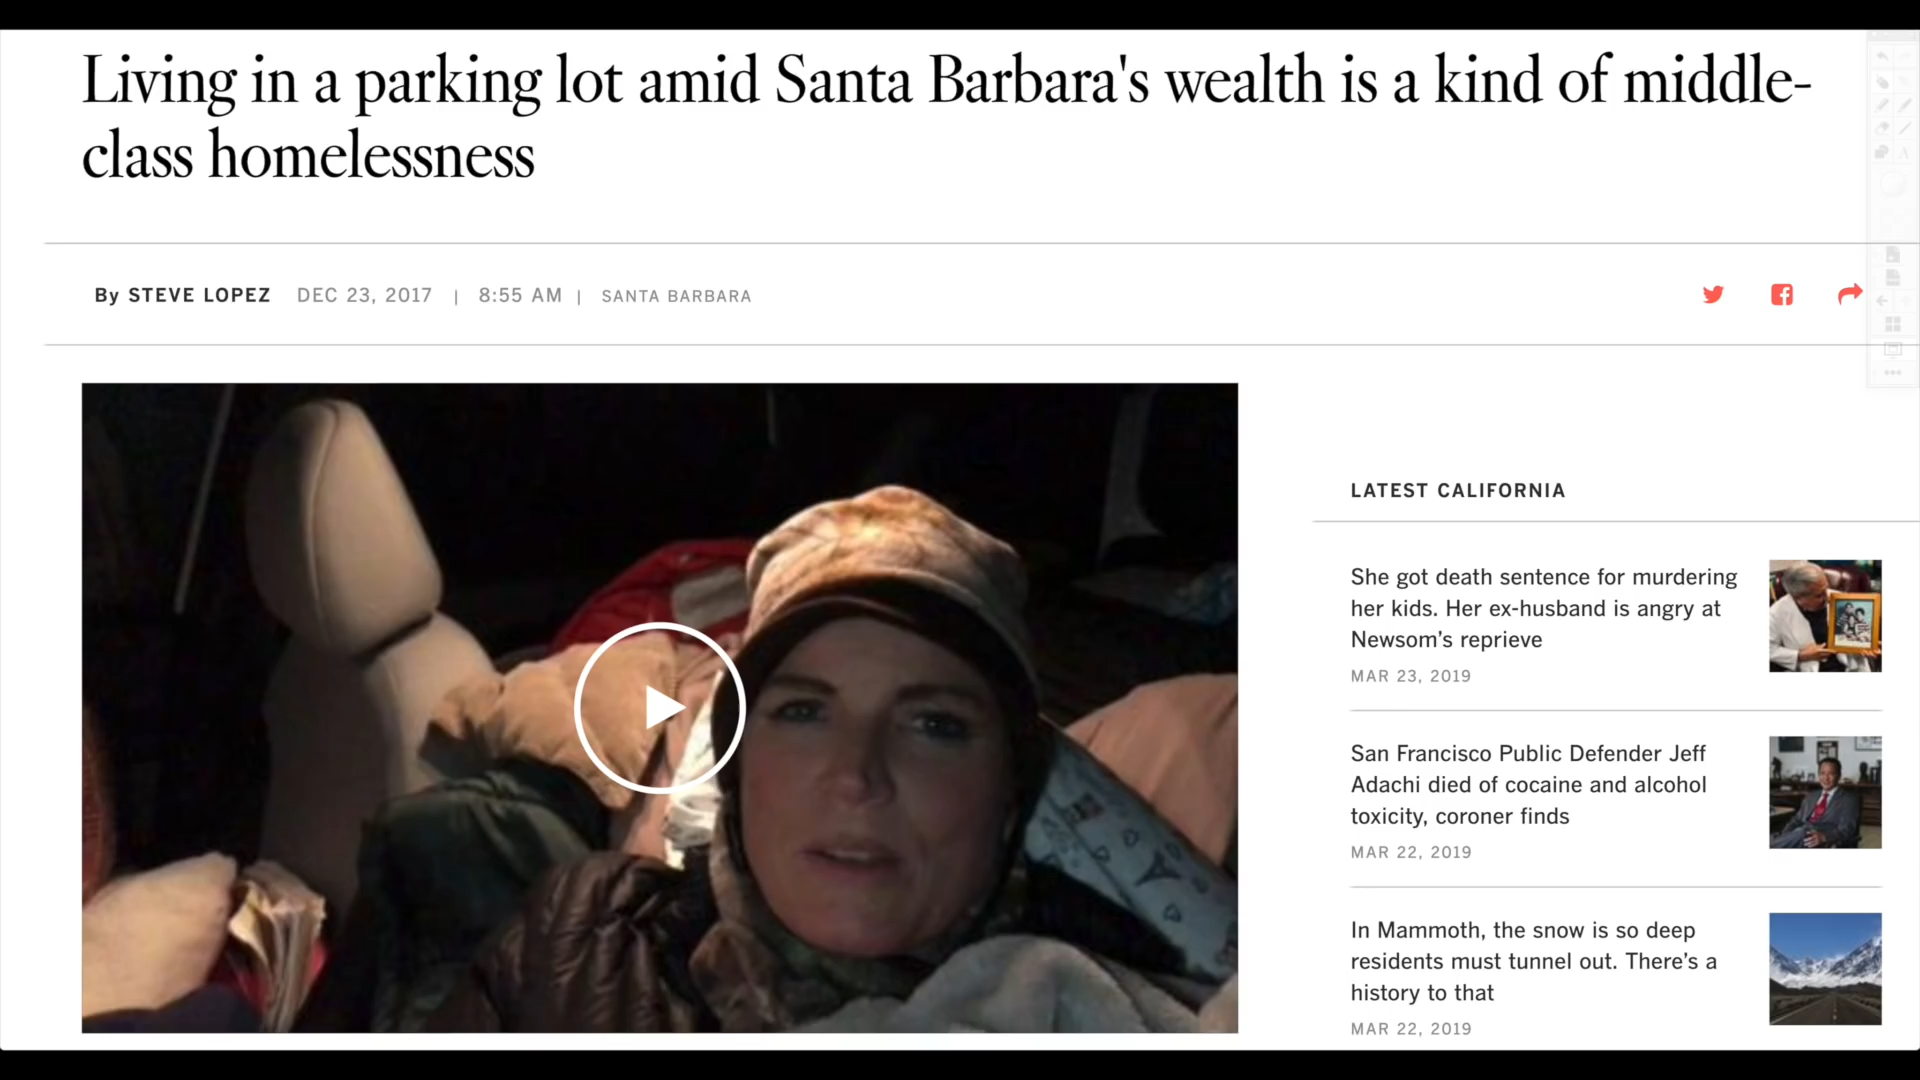 Living in a parking lot amid Santa Barbara's wealth is a kind of middle-
class homelessness
By STEVE LOPEZ DEC 23, 2017 | 8:55 AM | SANTA BARBARA
LATEST CALIFORNIA
She got death sentence for murdering
her kids. Her ex-husband is angry at
Newsom’s reprieve
MAR 23, 2019
San Francisco Public Defender Jeff
Adachi died of cocaine and alcohol
toxicity, coroner finds
MAR 22, 2019
In Mammoth, the snow is so deep
residents must tunnel out. There’s a
history to that
MAR 22, 2019